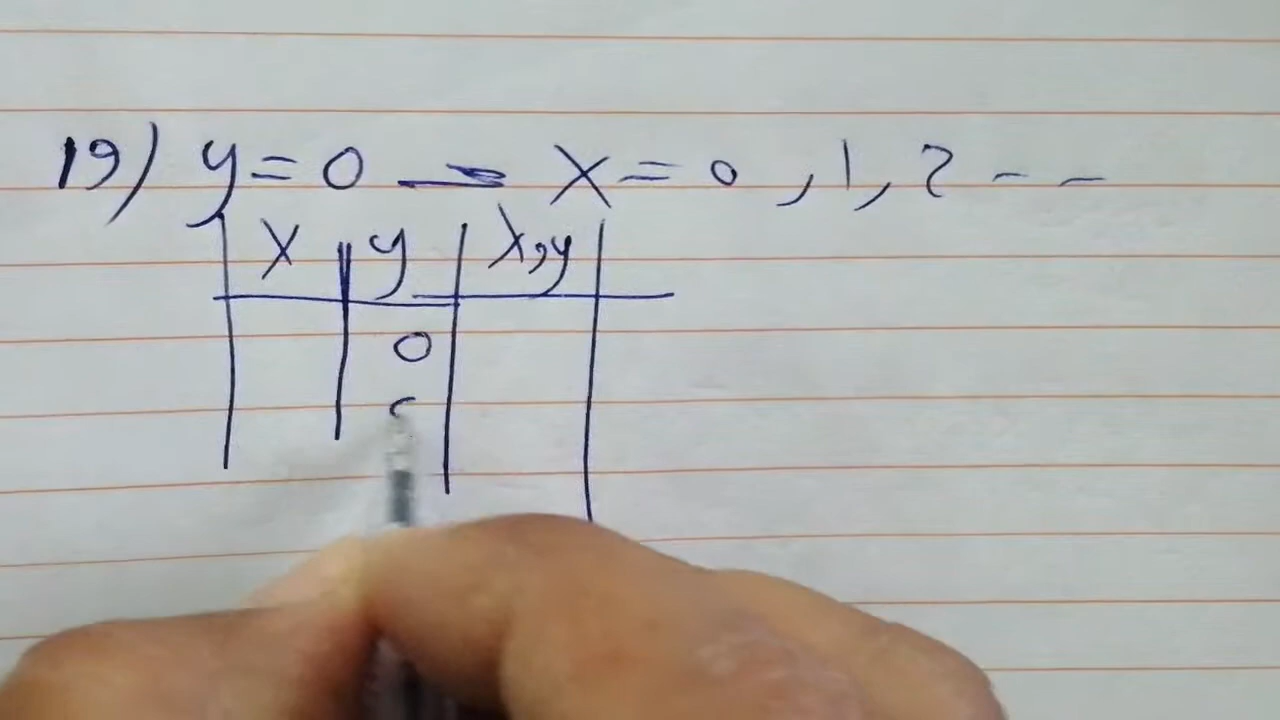 19) y = 0 → x = 0 , 1 , 2 - -
x | y | x,y
0